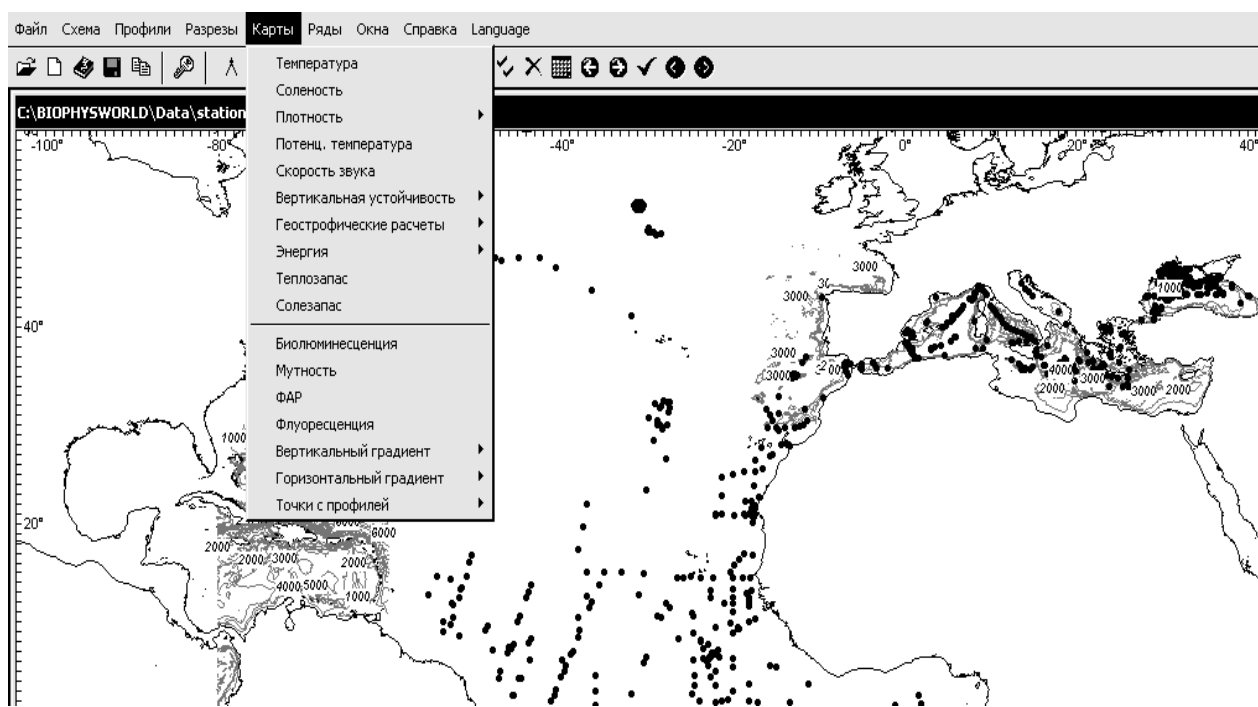 Файл Схема Профили Разрезы Карты Ряды Окна Справка Language
C:\BIOPHYSWORLD\Data\station
Температура
Соленость
Плотность
Потенц. температура
Скорость звука
Вертикальная устойчивость
Геострофические расчеты
Энергия
Теплозапас
Солезапас
Биолюминесценция
Мутность
ФАР
Флуоресценция
Вертикальный градиент
Горизонтальный градиент
Точки с профилей
-100° -80° -40° -20° 0° 20° 40°
3000
3000
1000
40°
3000
3000
4000
3000
2000
3000 2000
1000
20°
6000
2000
2000 3000
2000
4000 5000
1000